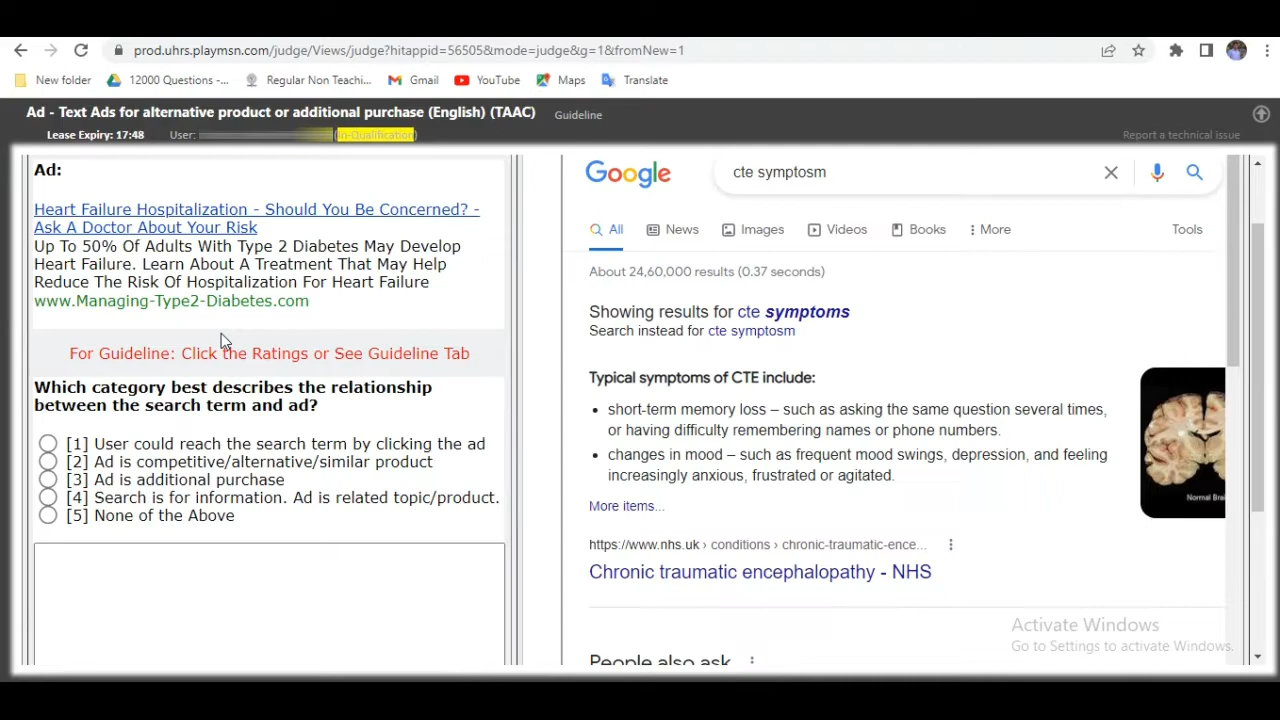 prod.uhrs.playmsn.com/judge/Views/judge?hitappid=56505&mode=judge&g=1&fromNew=1
New folder 12000 Questions -... Regular Non Teachi... Gmail YouTube Maps Translate
Ad - Text Ads for alternative product or additional purchase (English) (TAAC) Guideline
Lease Expiry: 17:48 User: (In-Qualification) Report a technical issue
Ad:
Heart Failure Hospitalization - Should You Be Concerned? -
Ask A Doctor About Your Risk
Up To 50% Of Adults With Type 2 Diabetes May Develop
Heart Failure. Learn About A Treatment That May Help
Reduce The Risk Of Hospitalization For Heart Failure
www.Managing-Type2-Diabetes.com
For Guideline: Click the Ratings or See Guideline Tab
Which category best describes the relationship
between the search term and ad?
[1] User could reach the search term by clicking the ad
[2] Ad is competitive/alternative/similar product
[3] Ad is additional purchase
[4] Search is for information. Ad is related topic/product.
[5] None of the Above
Google cte symptosm
All News Images Videos Books More Tools
About 24,60,000 results (0.37 seconds)
Showing results for cte symptoms
Search instead for cte symptosm
Typical symptoms of CTE include:
short-term memory loss – such as asking the same question several times,
or having difficulty remembering names or phone numbers.
changes in mood – such as frequent mood swings, depression, and feeling
increasingly anxious, frustrated or agitated.
More items...
Normal Brai
https://www.nhs.uk › conditions › chronic-traumatic-ence...
Chronic traumatic encephalopathy - NHS
People also ask
Activate Windows
Go to Settings to activate Windows.